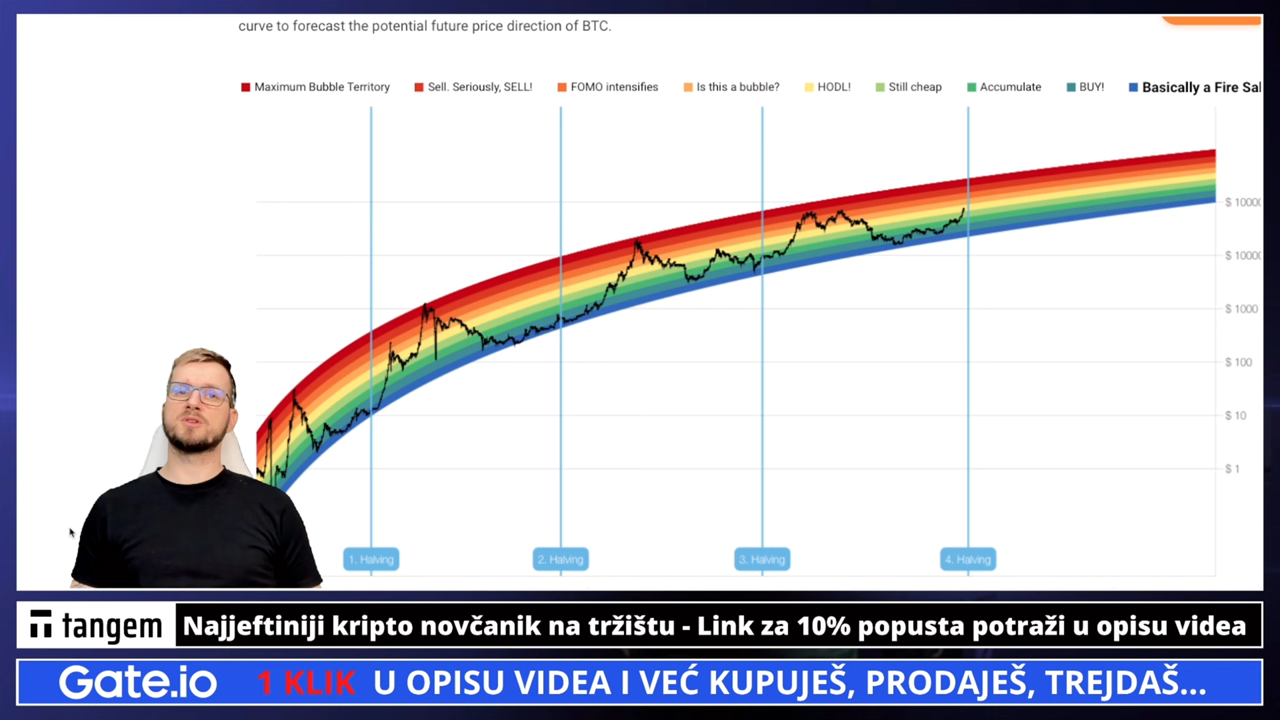 curve to forecast the potential future price direction of BTC.
Maximum Bubble Territory Sell. Seriously, SELL! FOMO intensifies Is this a bubble? HODL! Still cheap Accumulate BUY! Basically a Fire Sal
$ 1000
$ 1000
$ 1000
$ 100
$ 10
$ 1
1. Halving 2. Halving 3. Halving 4. Halving
tangem Najjeftiniji kripto novčanik na tržištu - Link za 10% popusta potraži u opisu videa
Gate.io 1 KLIK U OPISU VIDEA I VEĆ KUPUJEŠ, PRODAJEŠ, TREJDAŠ...